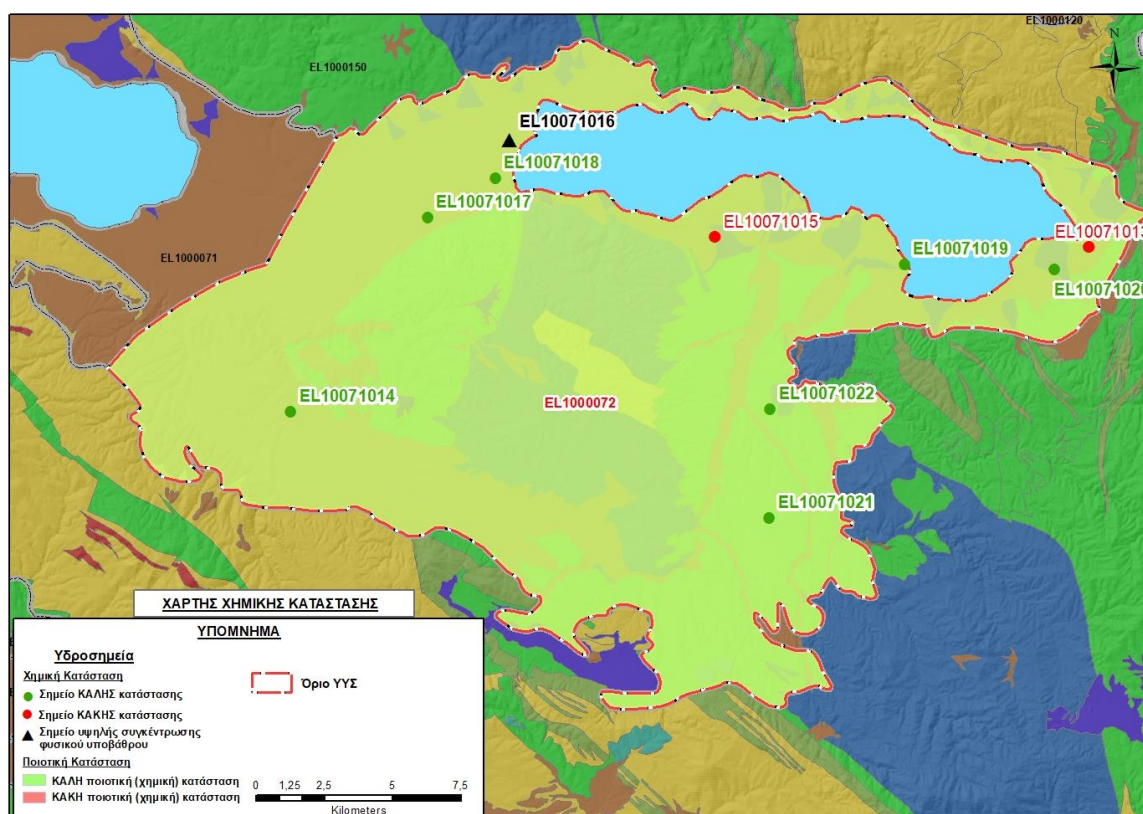 EL1000120
N
EL1000150
EL10071016
EL10071018
EL10071017
EL10071015
EL10071013
EL1000071
EL10071019
EL10071020
EL10071014
EL1000072
EL10071022
EL10071021
ΧΑΡΤΗΣ ΧΗΜΙΚΗΣ ΚΑΤΑΣΤΑΣΗΣ
ΥΠΟΜΝΗΜΑ
Υδροσημεία
Χημική Κατάσταση
Σημείο ΚΑΛΗΣ κατάστασης
Όριο ΥΥΣ
Σημείο ΚΑΚΗΣ κατάστασης
Σημείο υψηλής συγκέντρωσης
φυσικού υποβάθρου
Ποιοτική Κατάσταση
ΚΑΛΗ ποιοτική (χημική) κατάσταση
ΚΑΚΗ ποιοτική (χημική) κατάσταση
0 1,25 2,5 5 7,5
Kilometers